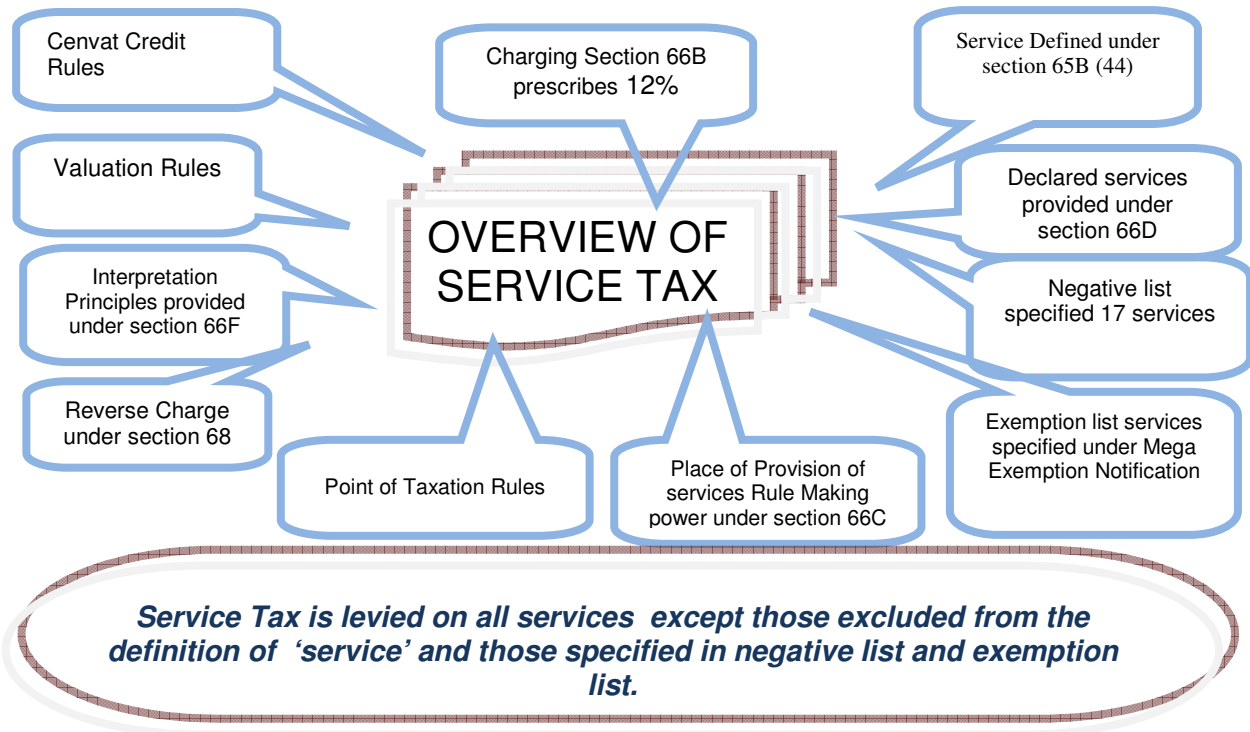 Cenvat Credit
Rules
Charging Section 66B
prescribes 12%
Service Defined under
section 65B (44)
Valuation Rules
Declared services
provided under
section 66D
OVERVIEW OF
SERVICE TAX
Interpretation
Principles provided
under section 66F
Negative list
specified 17 services
Reverse Charge
under section 68
Point of Taxation Rules
Place of Provision of
services Rule Making
power under section 66C
Exemption list services
specified under Mega
Exemption Notification
Service Tax is levied on all services except those excluded from the
definition of ‘service’ and those specified in negative list and exemption
list.